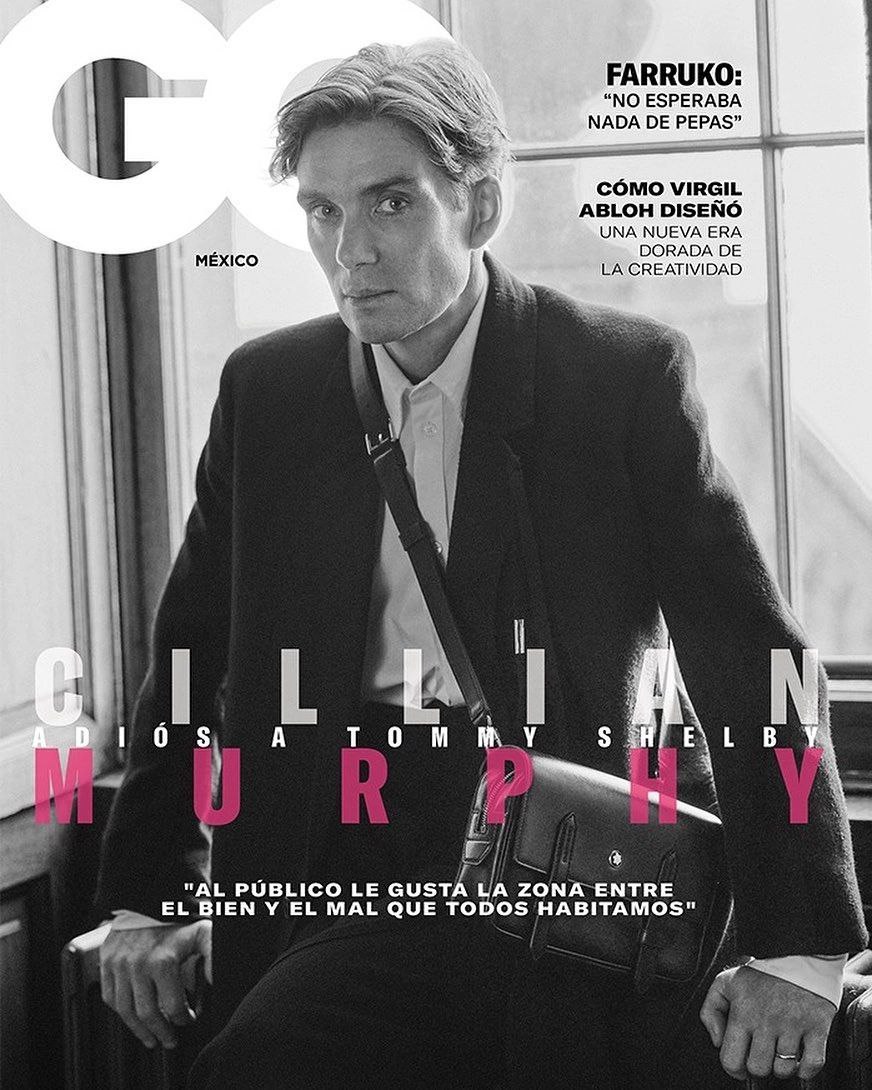 GQ
MÉXICO
FARRUKO:
“NO ESPERABA
NADA DE PEPAS”
CÓMO VIRGIL
ABLOH DISEÑÓ
UNA NUEVA ERA
DORADA DE
LA CREATIVIDAD
CILLIAN
ADIÓS A TOMMY SHELBY
MURPHY
"AL PÚBLICO LE GUSTA LA ZONA ENTRE
EL BIEN Y EL MAL QUE TODOS HABITAMOS"